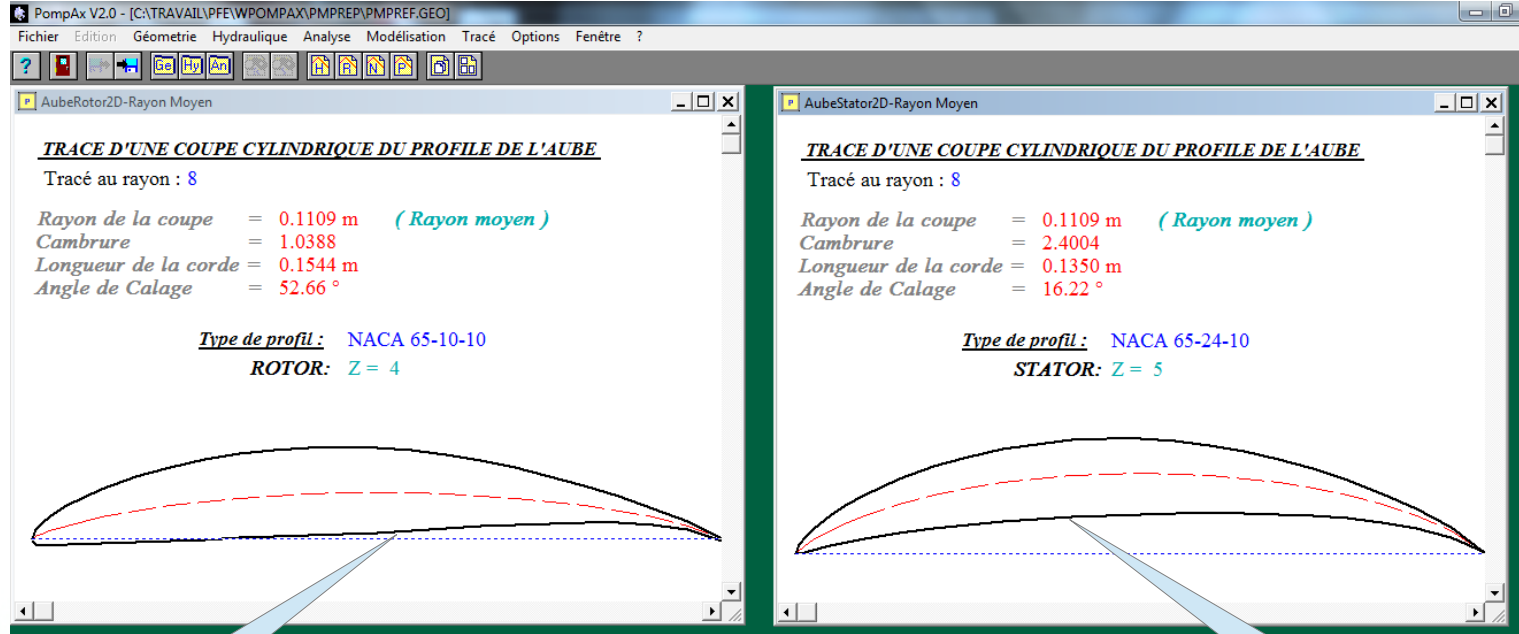 PompAx V2.0 - [C:\TRAVAIL\PFE\WPOMPAX\PMPREP\PMPREF.GEO]
Fichier Edition Géometrie Hydraulique Analyse Modélisation Tracé Options Fenêtre ?
? Ge Hy An H R N P
AubeRotor2D-Rayon Moyen
TRACE D'UNE COUPE CYLINDRIQUE DU PROFILE DE L'AUBE
Tracé au rayon : 8
Rayon de la coupe = 0.1109 m ( Rayon moyen )
Cambrure = 1.0388
Longueur de la corde = 0.1544 m
Angle de Calage = 52.66 °
Type de profil : NACA 65-10-10
ROTOR: Z = 4
AubeStator2D-Rayon Moyen
TRACE D'UNE COUPE CYLINDRIQUE DU PROFILE DE L'AUBE
Tracé au rayon : 8
Rayon de la coupe = 0.1109 m ( Rayon moyen )
Cambrure = 2.4004
Longueur de la corde = 0.1350 m
Angle de Calage = 16.22 °
Type de profil : NACA 65-24-10
STATOR: Z = 5